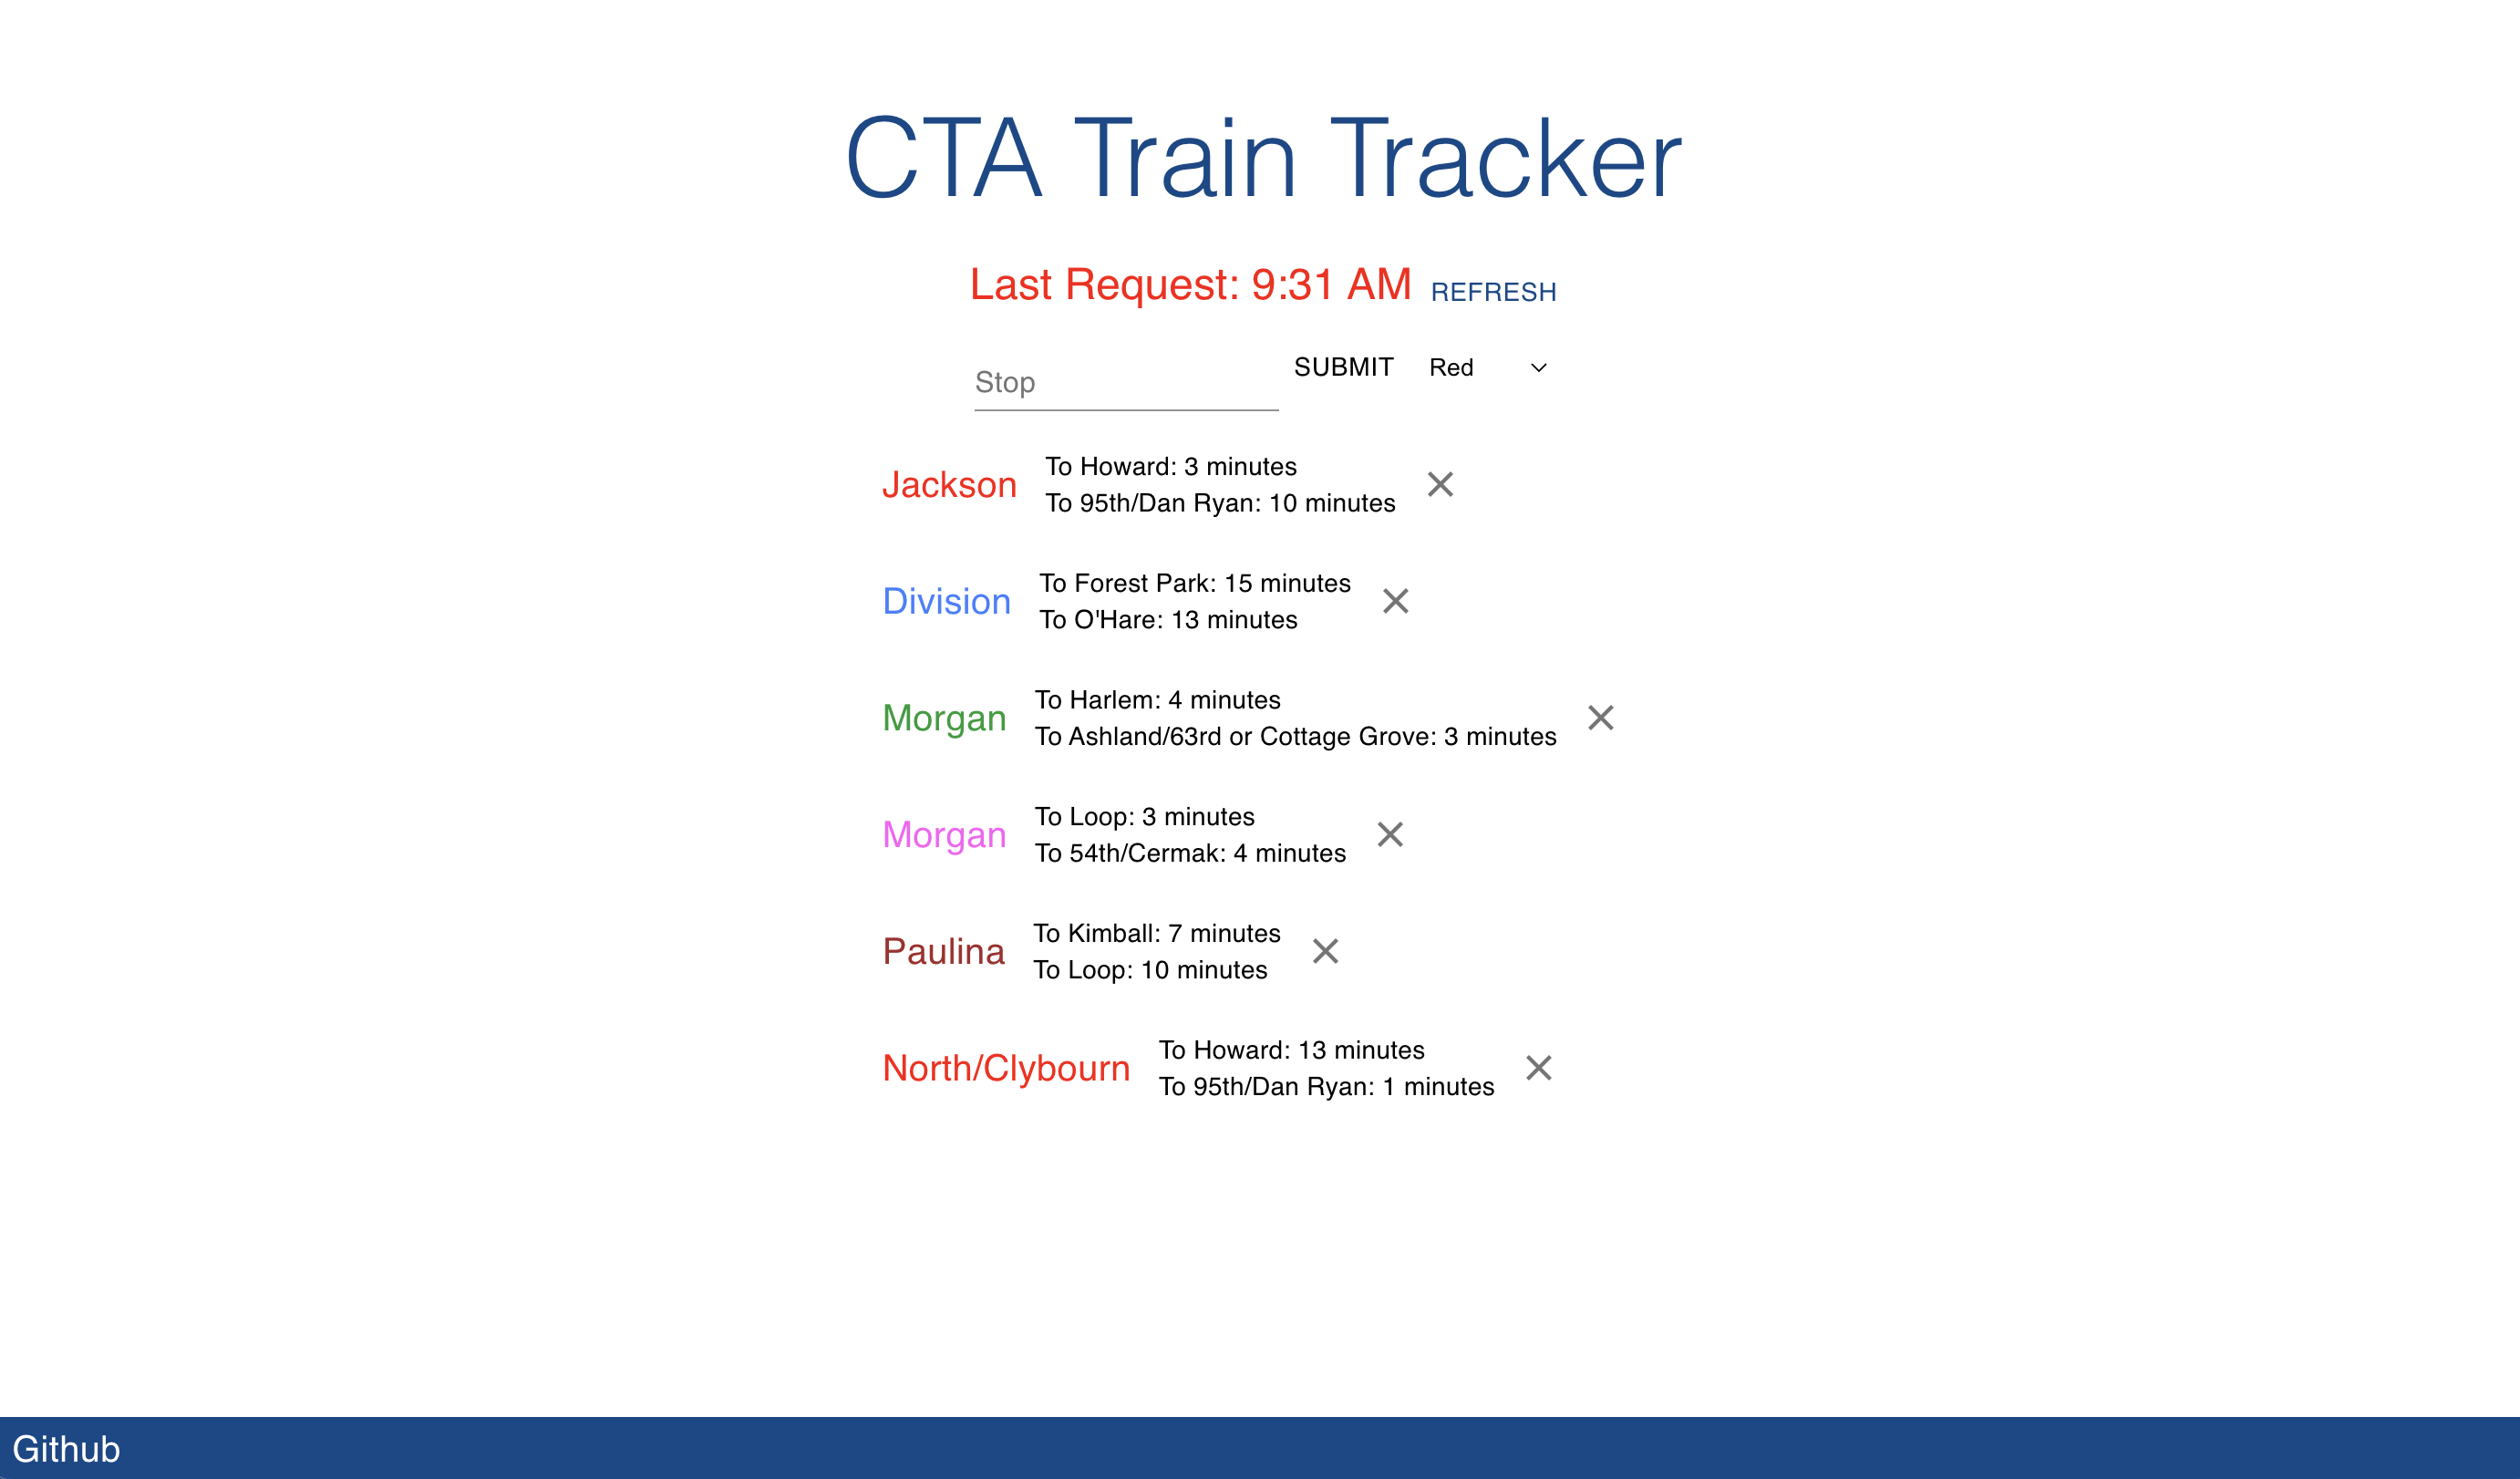 CTA Train Tracker
Last Request: 9:31 AM REFRESH
Stop SUBMIT Red
Jackson
To Howard: 3 minutes
To 95th/Dan Ryan: 10 minutes
Division
To Forest Park: 15 minutes
To O'Hare: 13 minutes
Morgan
To Harlem: 4 minutes
To Ashland/63rd or Cottage Grove: 3 minutes
Morgan
To Loop: 3 minutes
To 54th/Cermak: 4 minutes
Paulina
To Kimball: 7 minutes
To Loop: 10 minutes
North/Clybourn
To Howard: 13 minutes
To 95th/Dan Ryan: 1 minutes
Github